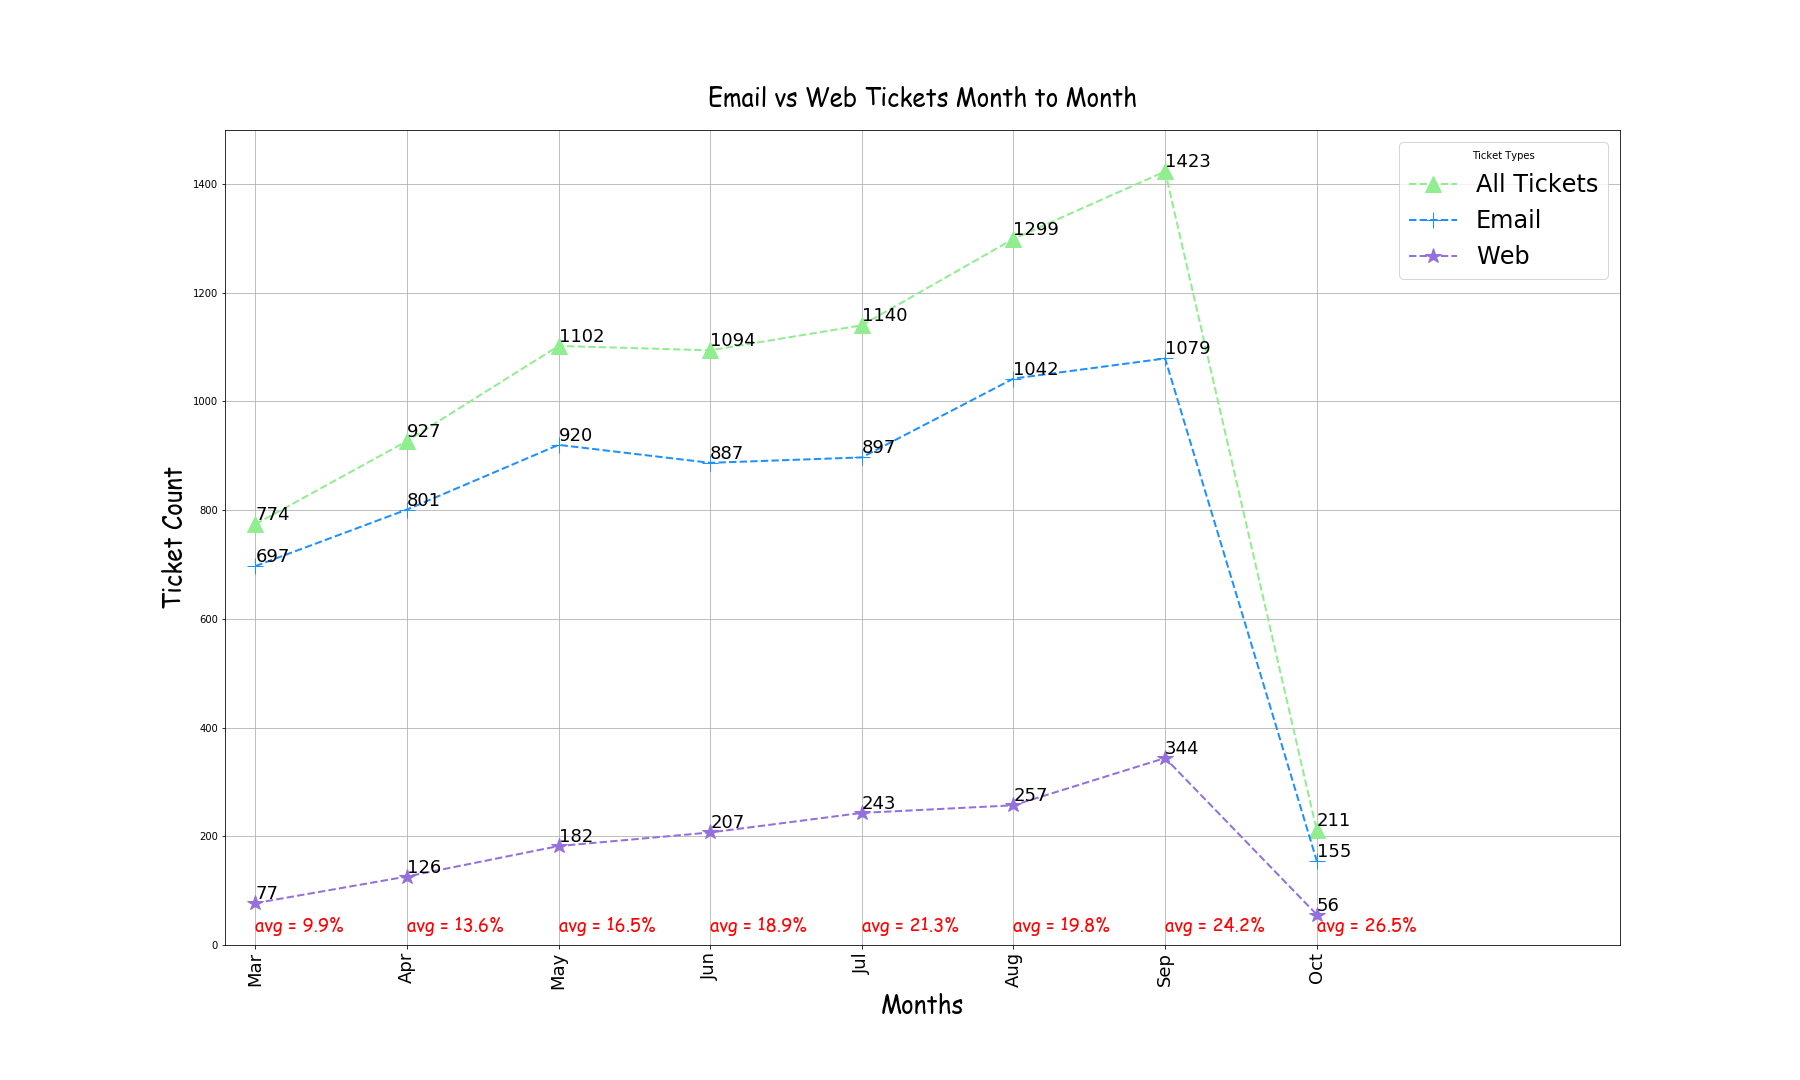 Email vs Web Tickets Month to Month
Ticket Types
All Tickets
Email
Web
Ticket Count
1400
1200
1000
800
600
400
200
0
774
927
1102
1094
1140
1299
1423
211
697
801
920
887
897
1042
1079
155
77
126
182
207
243
257
344
56
avg = 9.9%
avg = 13.6%
avg = 16.5%
avg = 18.9%
avg = 21.3%
avg = 19.8%
avg = 24.2%
avg = 26.5%
Mar
Apr
May
Jun
Jul
Aug
Sep
Oct
Months